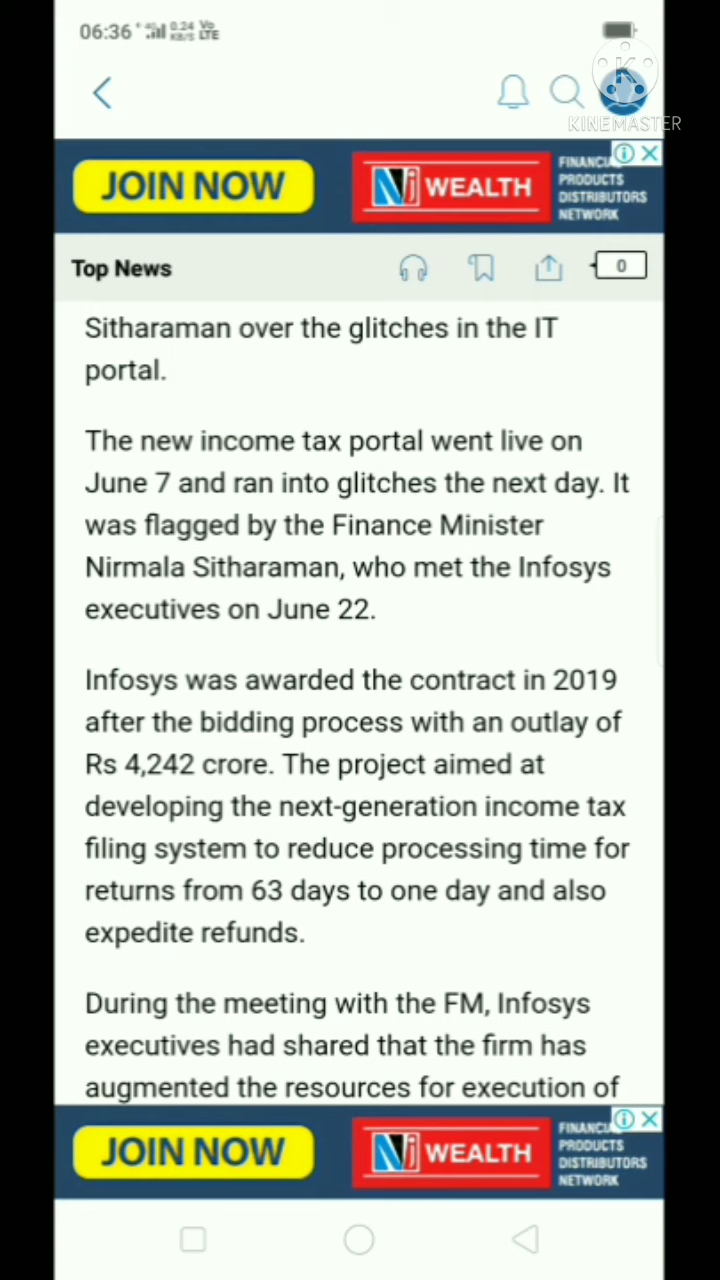 06:36 4G 0.24 KB/S Vo LTE
KINEMASTER
JOIN NOW
Nj WEALTH
FINANCIAL
PRODUCTS
DISTRIBUTORS
NETWORK
Top News
0
Sitharaman over the glitches in the IT
portal.
The new income tax portal went live on
June 7 and ran into glitches the next day. It
was flagged by the Finance Minister
Nirmala Sitharaman, who met the Infosys
executives on June 22.
Infosys was awarded the contract in 2019
after the bidding process with an outlay of
Rs 4,242 crore. The project aimed at
developing the next-generation income tax
filing system to reduce processing time for
returns from 63 days to one day and also
expedite refunds.
During the meeting with the FM, Infosys
executives had shared that the firm has
augmented the resources for execution of
JOIN NOW
Nj WEALTH
FINANCIAL
PRODUCTS
DISTRIBUTORS
NETWORK